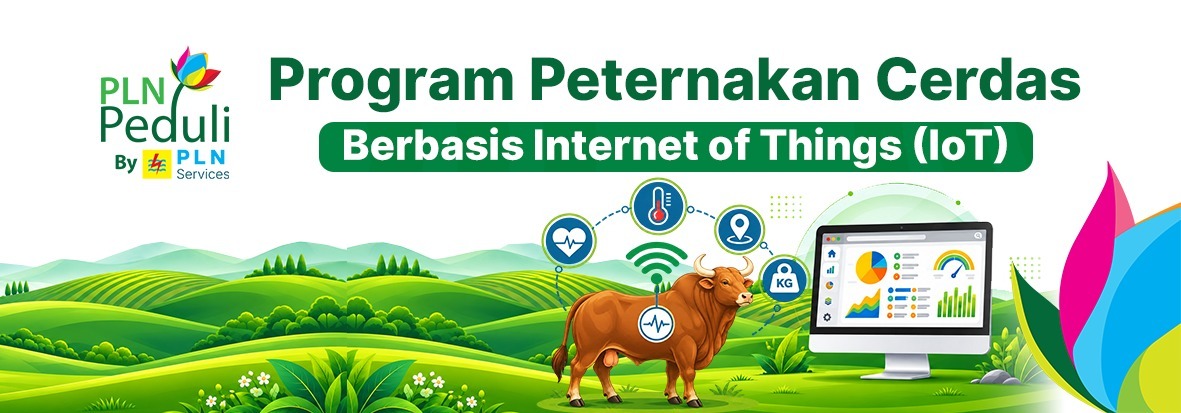 PLN
Peduli
By PLN
Services
Program Peternakan Cerdas
Berbasis Internet of Things (IoT)
KG